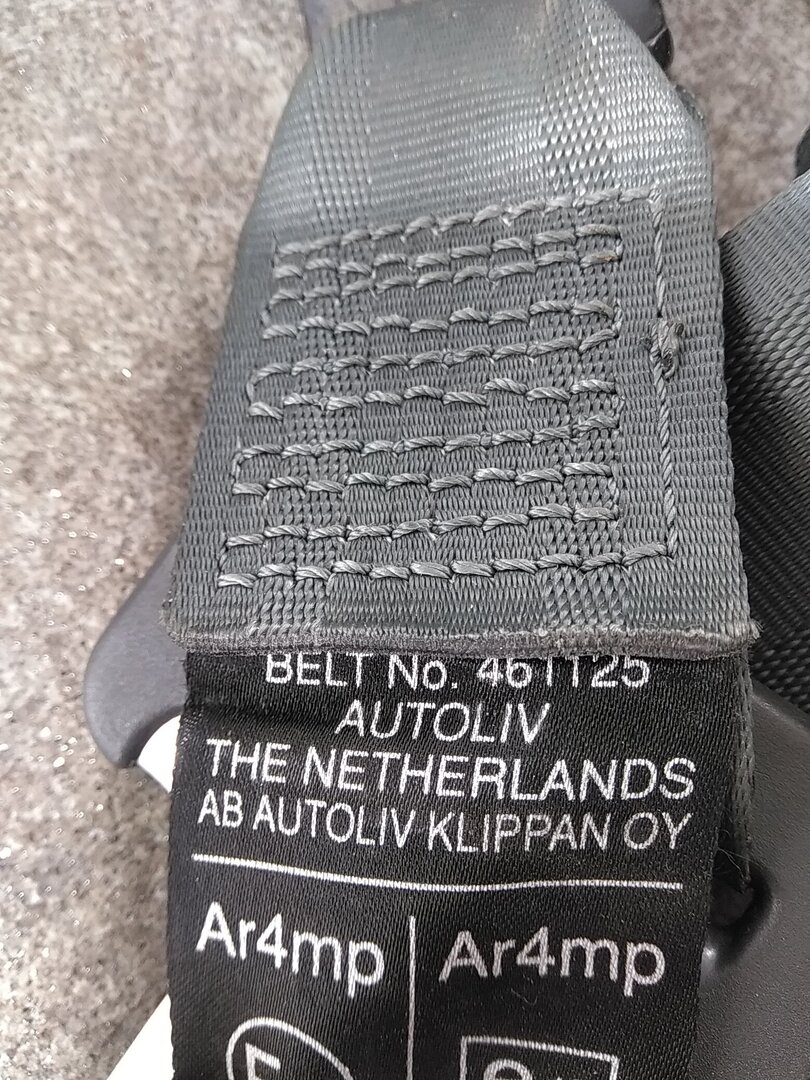 BELT No. 461125
AUTOLIV
THE NETHERLANDS
AB AUTOLIV KLIPPAN OY
Ar4mp Ar4mp
E